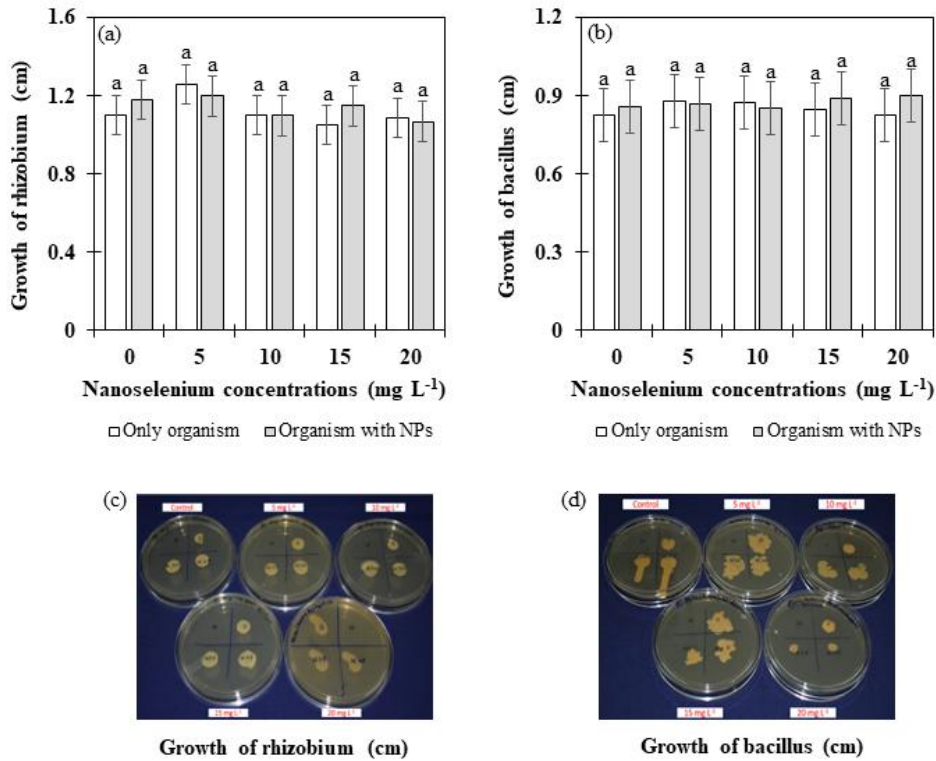 (a)
1.6
1.2
0.8
0.4
0
Growth of rhizobium (cm)
a a a a a a a a a a
0 5 10 15 20
Nanoselenium concentrations (mg L⁻¹)
Only organism Organism with NPs
(b)
1.2
0.9
0.6
0.3
0
Growth of bacillus (cm)
a a a a a a a a a a
0 5 10 15 20
Nanoselenium concentrations (mg L⁻¹)
Only organism Organism with NPs
(c)
Control 5 mg L⁻¹ 10 mg L⁻¹
15 mg L⁻¹ 20 mg L⁻¹
Growth of rhizobium (cm)
(d)
Control 5 mg L⁻¹ 10 mg L⁻¹
15 mg L⁻¹ 20 mg L⁻¹
Growth of bacillus (cm)